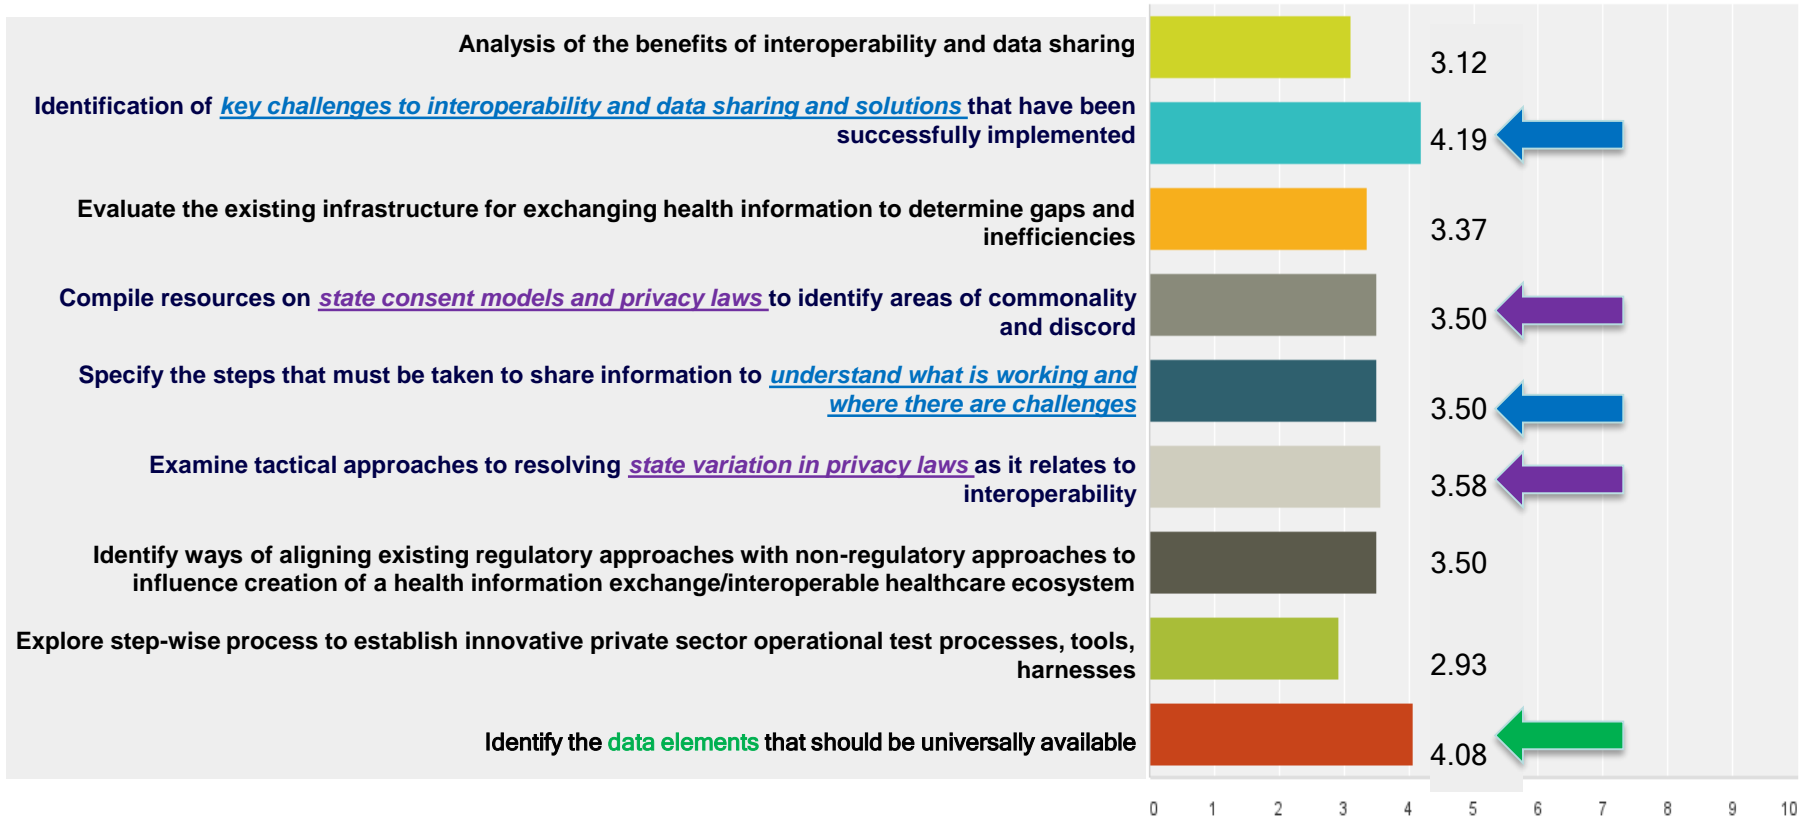 Analysis of the benefits of interoperability and data sharing
3.12
Identification of key challenges to interoperability and data sharing and solutions that have been
successfully implemented
4.19
Evaluate the existing infrastructure for exchanging health information to determine gaps and
inefficiencies
3.37
Compile resources on state consent models and privacy laws to identify areas of commonality
and discord
3.50
Specify the steps that must be taken to share information to understand what is working and
where there are challenges
3.50
Examine tactical approaches to resolving state variation in privacy laws as it relates to
interoperability
3.58
Identify ways of aligning existing regulatory approaches with non-regulatory approaches to
influence creation of a health information exchange/interoperable healthcare ecosystem
3.50
Explore step-wise process to establish innovative private sector operational test processes, tools,
harnesses
2.93
Identify the data elements that should be universally available
4.08
0 1 2 3 4 5 6 7 8 9 10